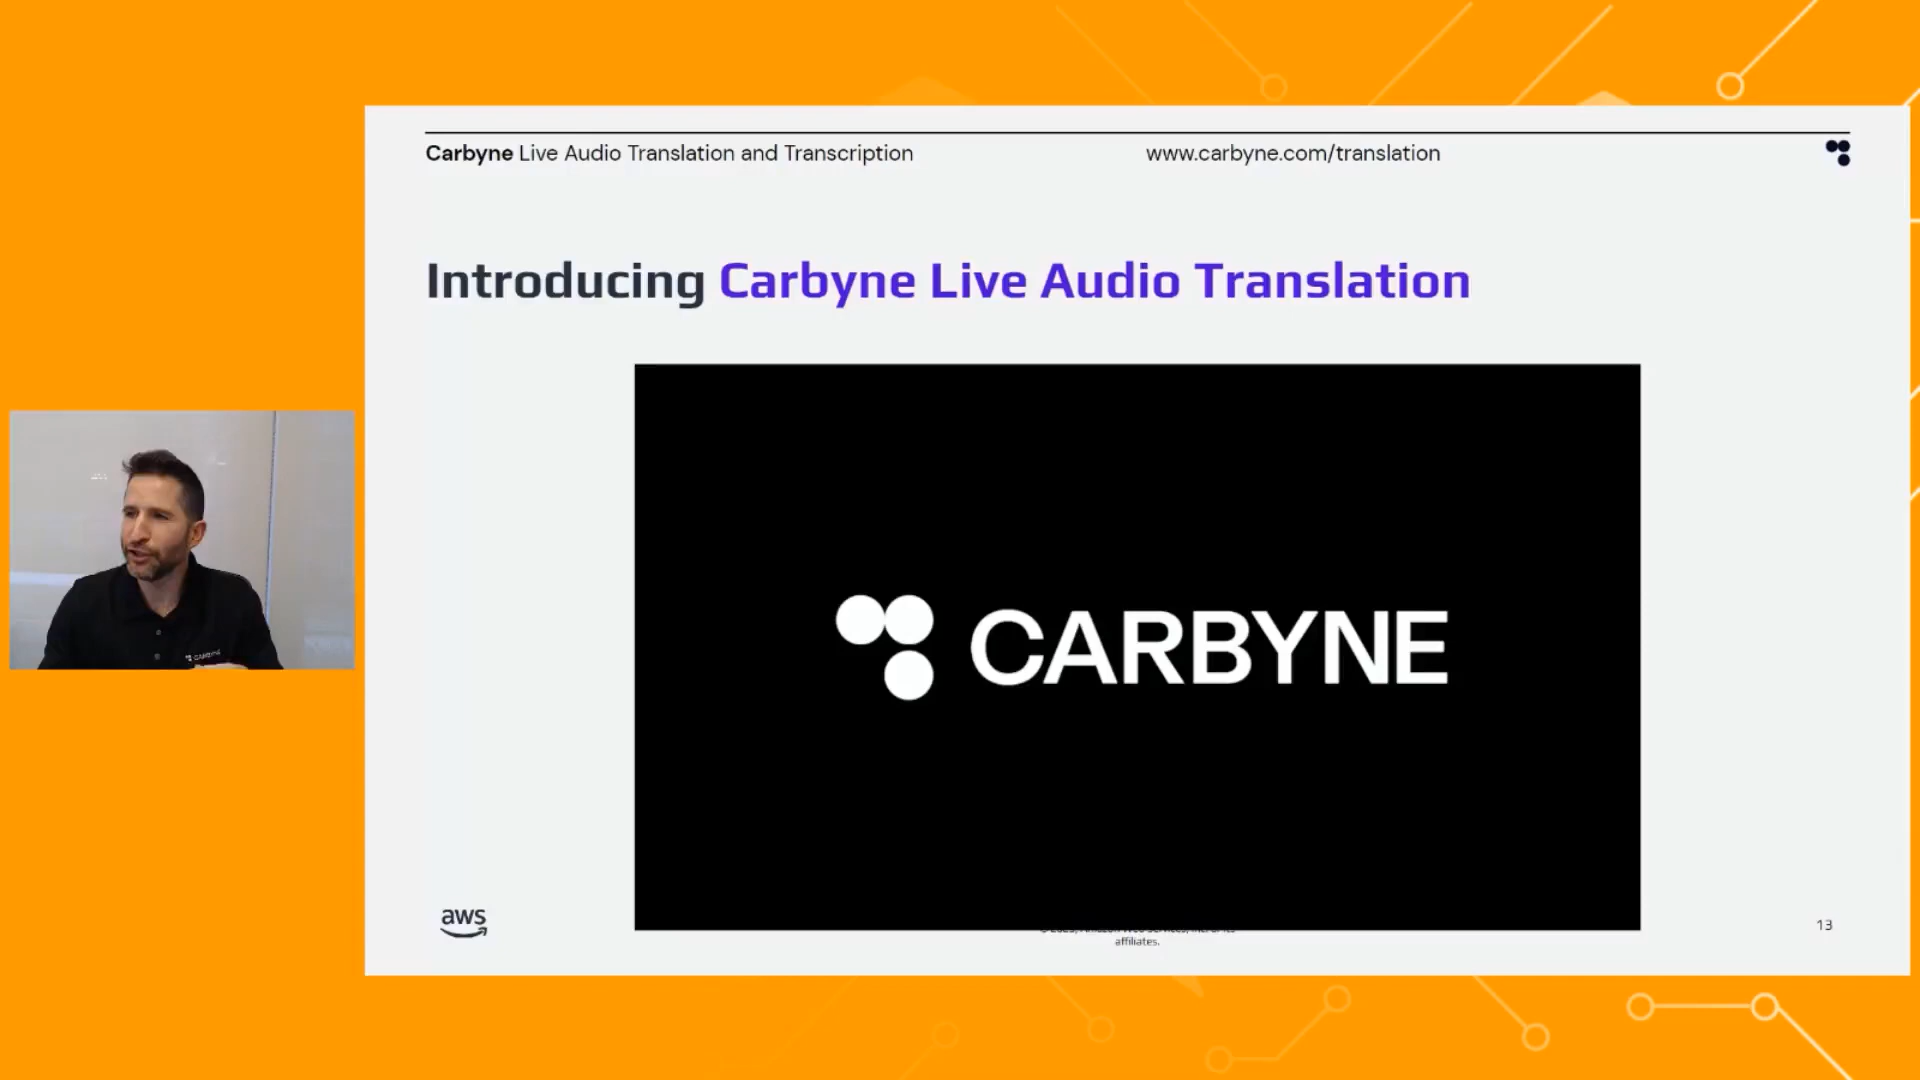 Carbyne Live Audio Translation and Transcription
www.carbyne.com/translation
Introducing Carbyne Live Audio Translation
CARBYNE
CARBYNE
aws
affiliates.
13